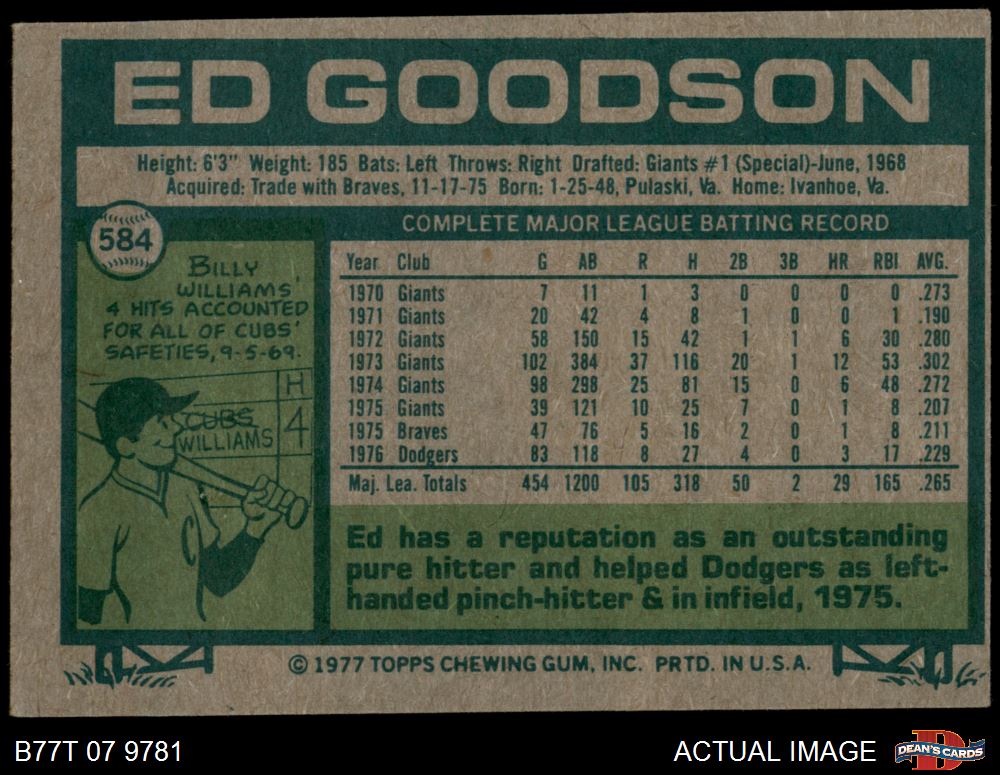 ED GOODSON
Height: 6'3" Weight: 185 Bats: Left Throws: Right Drafted: Giants #1 (Special)-June, 1968
Acquired: Trade with Braves, 11-17-75 Born: 1-25-48, Pulaski, Va. Home: Ivanhoe, Va.
584
BILLY
WILLIAMS'
4 HITS ACCOUNTED
FOR ALL OF CUBS'
SAFETIES, 9-5-69.
H
CUBS
WILLIAMS 4
C
COMPLETE MAJOR LEAGUE BATTING RECORD
Year Club G AB R H 2B 3B HR RBI AVG.
1970 Giants 7 11 1 3 0 0 0 0 .273
1971 Giants 20 42 4 8 1 0 0 1 .190
1972 Giants 58 150 15 42 1 1 6 30 .280
1973 Giants 102 384 37 116 20 1 12 53 .302
1974 Giants 98 298 25 81 15 0 6 48 .272
1975 Giants 39 121 10 25 7 0 1 8 .207
1975 Braves 47 76 5 16 2 0 1 8 .211
1976 Dodgers 83 118 8 27 4 0 3 17 .229
Maj. Lea. Totals 454 1200 105 318 50 2 29 165 .265
Ed has a reputation as an outstanding
pure hitter and helped Dodgers as left-
handed pinch-hitter & in infield, 1975.
© 1977 TOPPS CHEWING GUM, INC. PRTD. IN U.S.A.
B77T 07 9781
ACTUAL IMAGE
D
DEAN'S CARDS